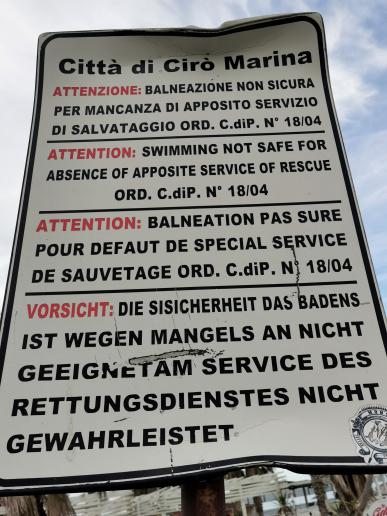 Città di Cirò Marina
ATTENZIONE: BALNEAZIONE NON SICURA
PER MANCANZA DI APPOSITO SERVIZIO
DI SALVATAGGIO ORD. C.diP. N° 18/04
ATTENTION: SWIMMING NOT SAFE FOR
ABSENCE OF APPOSITE SERVICE OF RESCUE
ORD. C.diP. N° 18/04
ATTENTION: BALNEATION PAS SURE
POUR DEFAUT DE SPECIAL SERVICE
DE SAUVETAGE ORD. C.diP. N° 18/04
VORSICHT: DIE SISICHERHEIT DAS BADENS
IST WEGEN MANGELS AN NICHT
GEEIGNETAM SERVICE DES
RETTUNGSDIENSTES NICHT
GEWAHRLEISTET